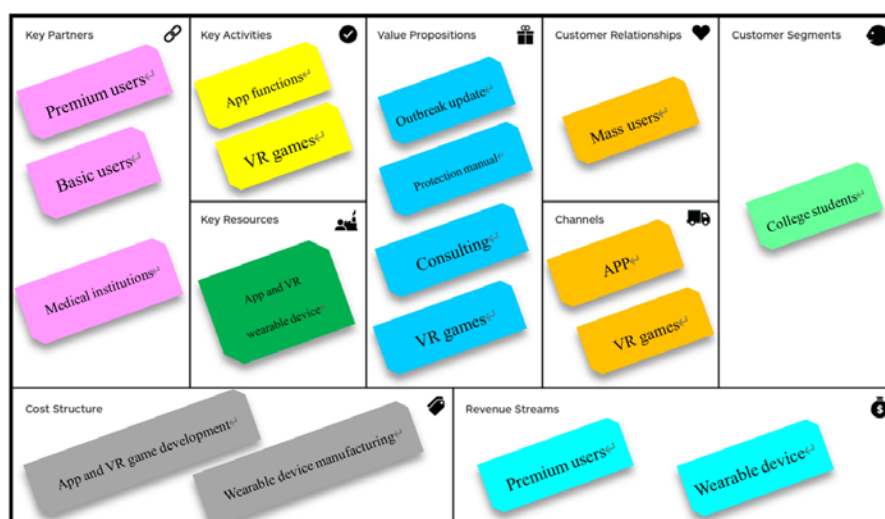 Key Partners
Premium users
Basic users
Medical institutions
Key Activities
App functions
VR games
Key Resources
App and VR
wearable device
Value Propositions
Outbreak update
Protection manual
Consulting
VR games
Customer Relationships
Mass users
Channels
APP
VR games
Customer Segments
College students
Cost Structure
App and VR game development
Wearable device manufacturing
Revenue Streams
Premium users
Wearable device